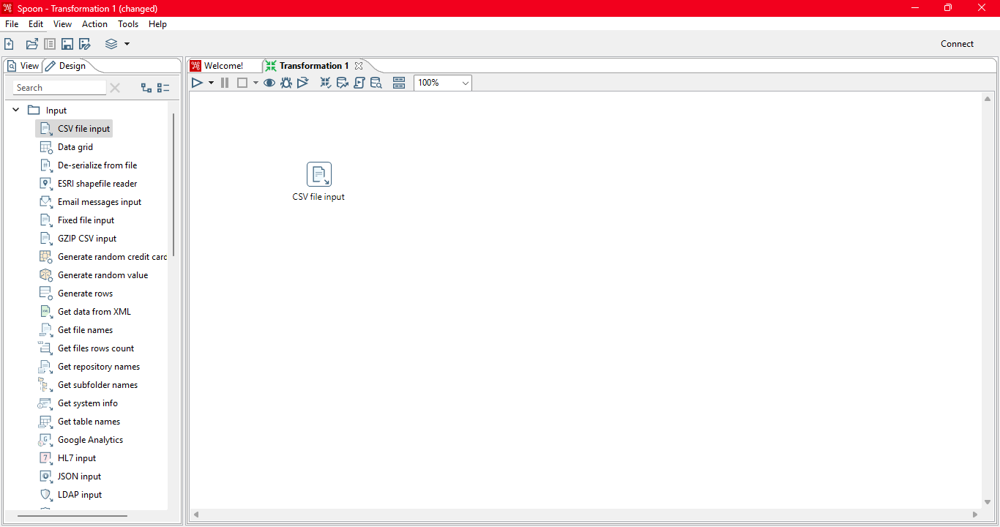 Spoon - Transformation 1 (changed)
File Edit View Action Tools Help
Connect
View Design
Welcome! Transformation 1
Search
100%
Input
CSV file input
Data grid
De-serialize from file
ESRI shapefile reader
Email messages input
Fixed file input
GZIP CSV input
Generate random credit carc
Generate random value
Generate rows
Get data from XML
Get file names
Get files rows count
Get repository names
Get subfolder names
Get system info
Get table names
Google Analytics
HL7 input
JSON input
LDAP input
CSV file input